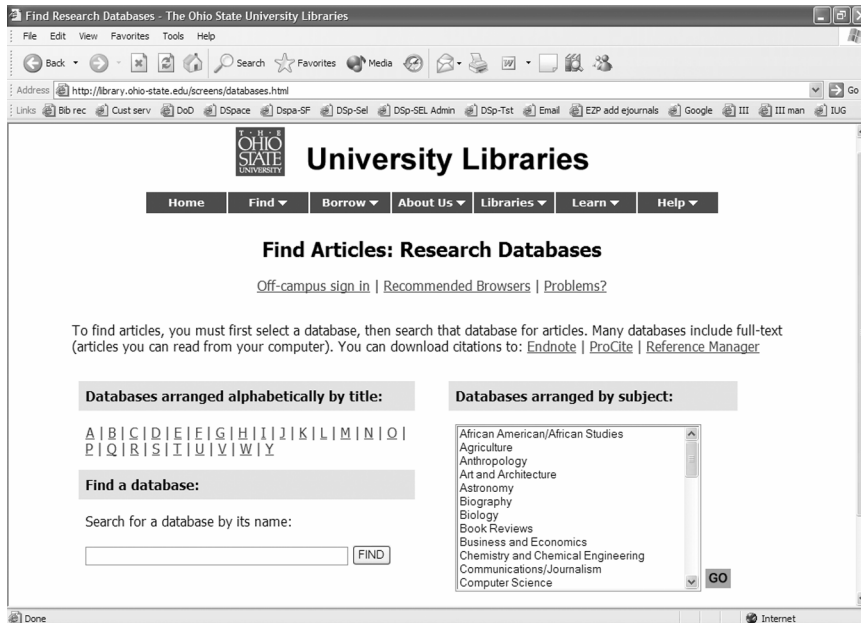 Find Research Databases - The Ohio State University Libraries
File Edit View Favorites Tools Help
Back Search Favorites Media
Address http://library.ohio-state.edu/screens/databases.html Go
Links Bib rec Cust serv DoD DSpace Dspa-SF DSp-Sel DSp-SEL Admin DSp-Tst Email EZP add ejournals Google III III man IUG
T · H · E
OHIO
STATE
UNIVERSITY
University Libraries
Home Find Borrow About Us Libraries Learn Help
Find Articles: Research Databases
Off-campus sign in | Recommended Browsers | Problems?
To find articles, you must first select a database, then search that database for articles. Many databases include full-text
(articles you can read from your computer). You can download citations to: Endnote | ProCite | Reference Manager
Databases arranged alphabetically by title:
A | B | C | D | E | F | G | H | I | J | K | L | M | N | O |
P | Q | R | S | T | U | V | W | Y
Find a database:
Search for a database by its name:
FIND
Databases arranged by subject:
African American/African Studies
Agriculture
Anthropology
Art and Architecture
Astronomy
Biography
Biology
Book Reviews
Business and Economics
Chemistry and Chemical Engineering
Communications/Journalism
Computer Science
GO
Done Internet